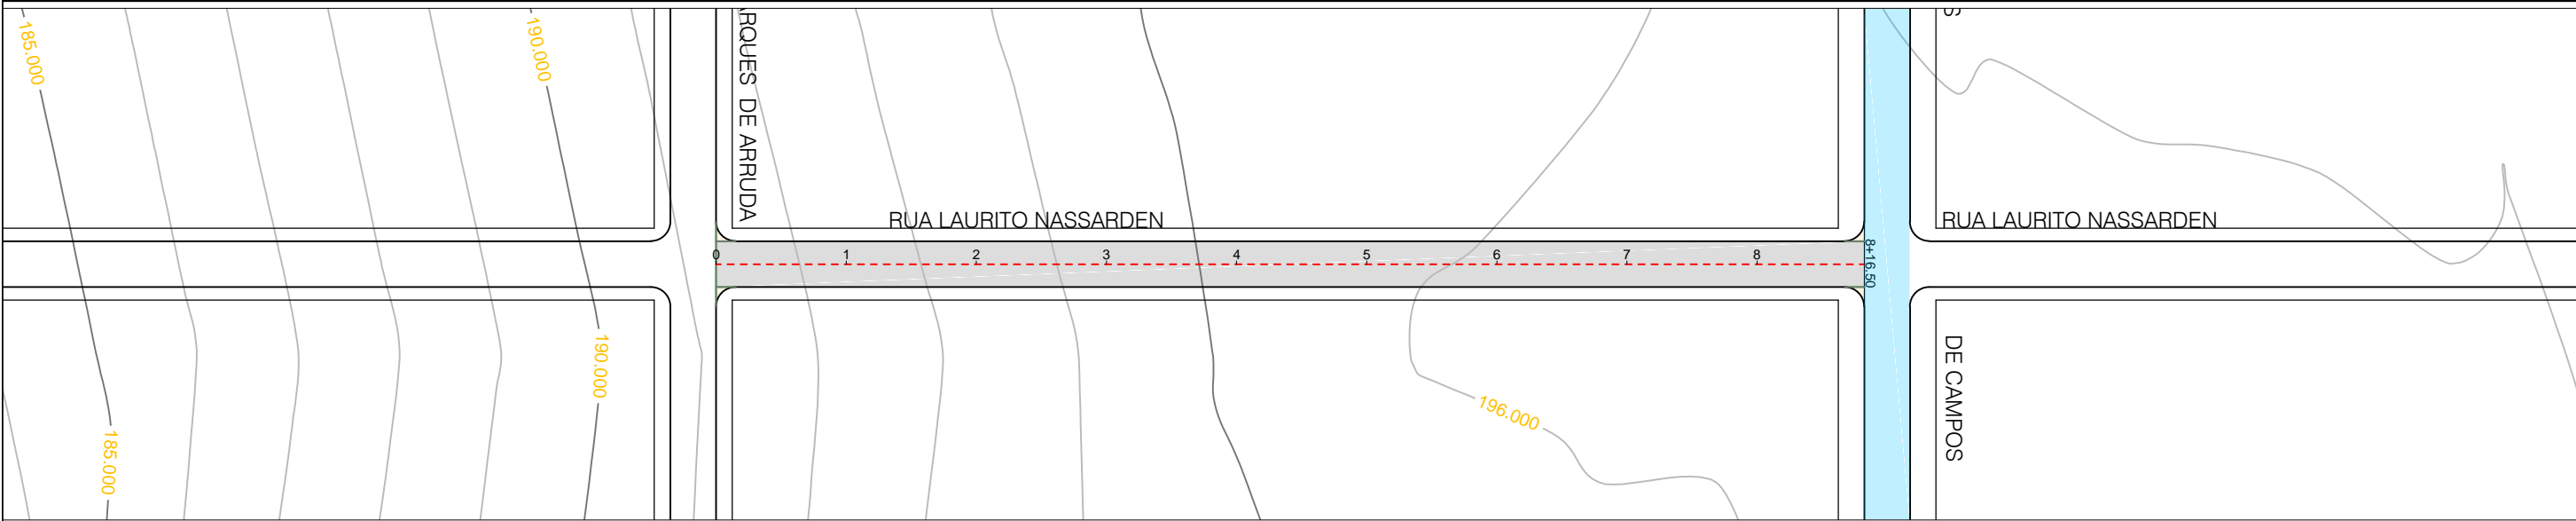 185.000
190.000
RQUES DE ARRUDA
S
RUA LAURITO NASSARDEN
RUA LAURITO NASSARDEN
0 1 2 3 4 5 6 7 8
8+16.50
190.000
185.000
196.000
DE CAMPOS